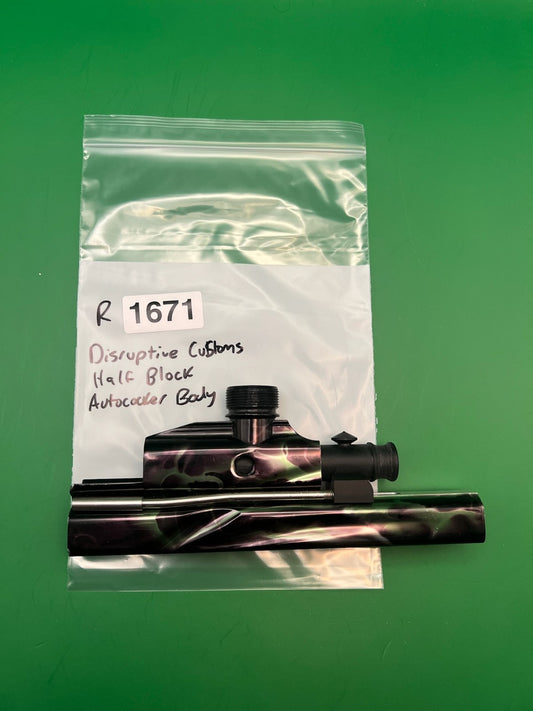 R 1671
Disruptive Customs
Half Block
Autococker Body